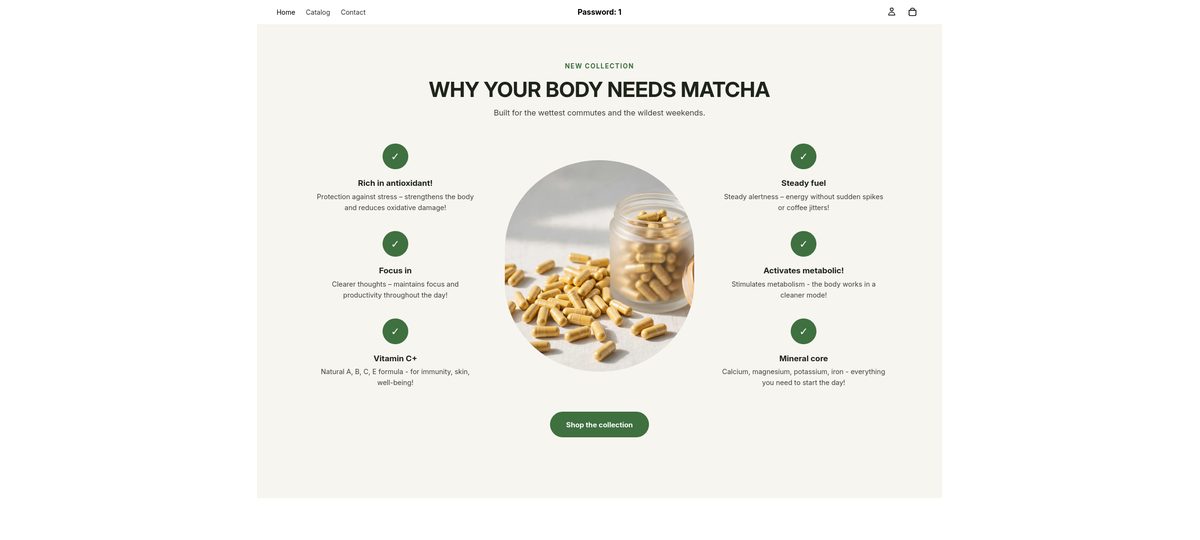 Home Catalog Contact
Password: 1
NEW COLLECTION
WHY YOUR BODY NEEDS MATCHA
Built for the wettest commutes and the wildest weekends.
✓
Rich in antioxidant!
Protection against stress – strengthens the body
and reduces oxidative damage!
✓
Focus in
Clearer thoughts – maintains focus and
productivity throughout the day!
✓
Vitamin C+
Natural A, B, C, E formula - for immunity, skin,
well-being!
✓
Steady fuel
Steady alertness – energy without sudden spikes
or coffee jitters!
✓
Activates metabolic!
Stimulates metabolism - the body works in a
cleaner mode!
✓
Mineral core
Calcium, magnesium, potassium, iron - everything
you need to start the day!
Shop the collection